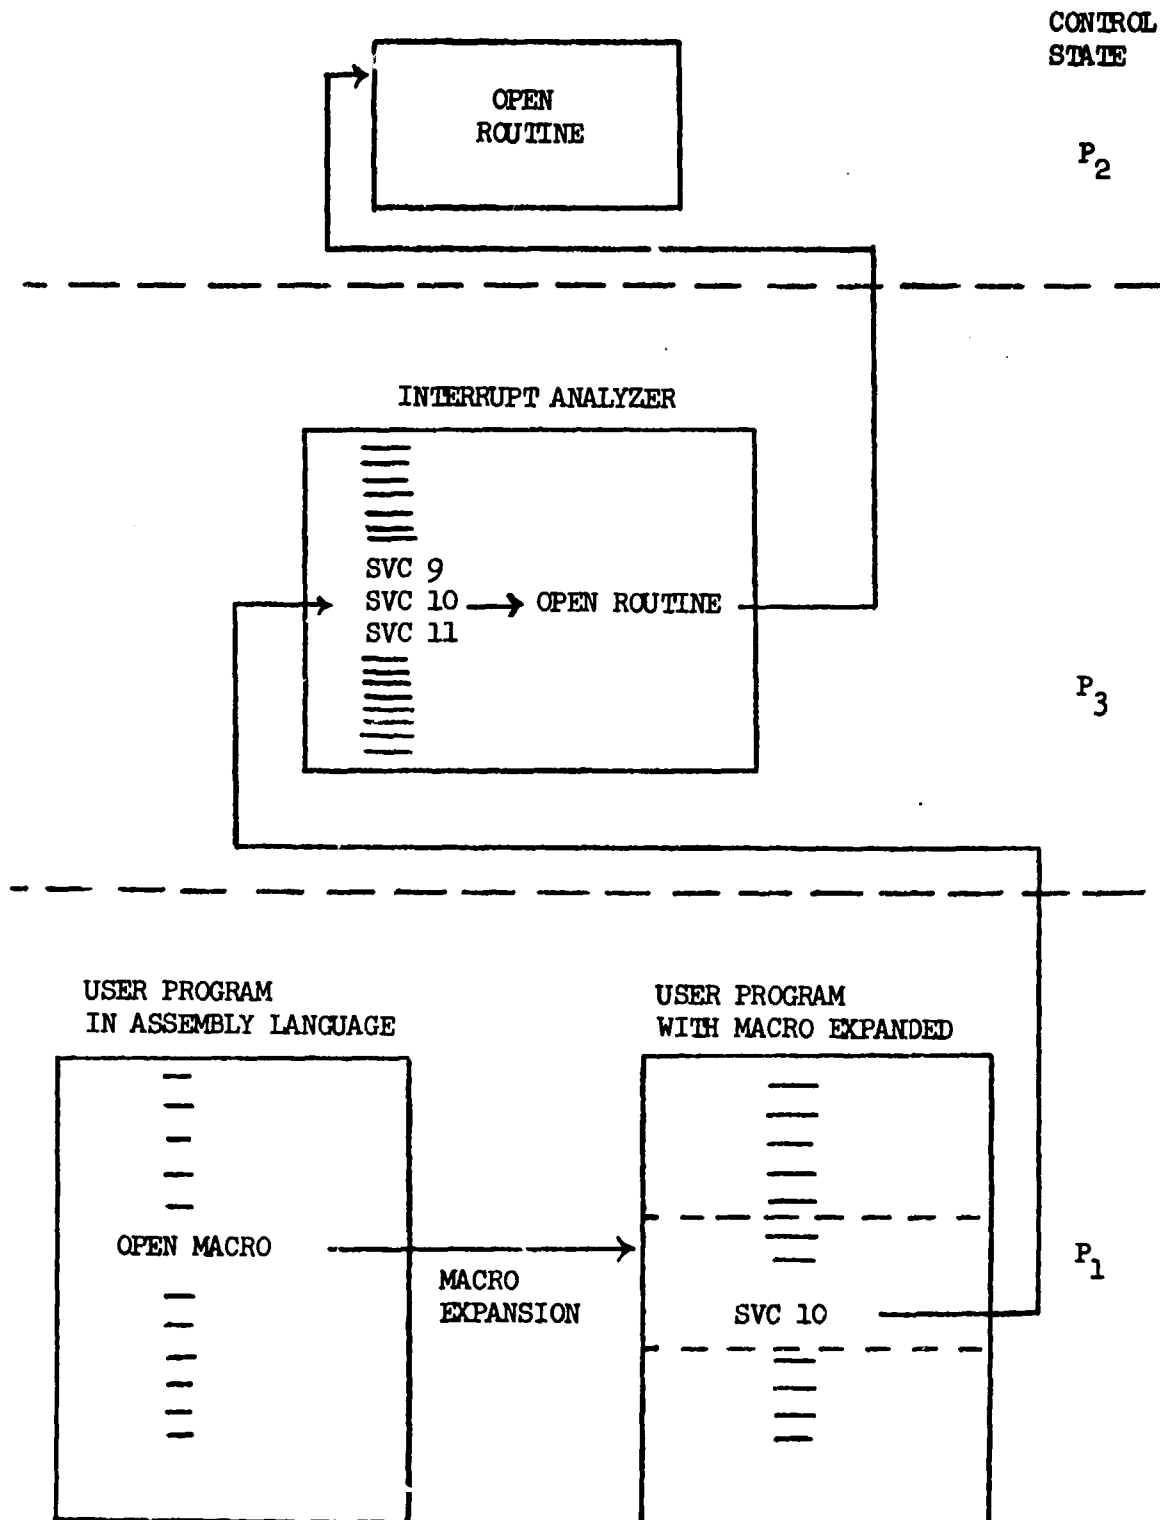 CONTROL
STATE
OPEN
ROUTINE
P2
INTERRUPT ANALYZER
SVC 9
SVC 10 OPEN ROUTINE
SVC 11
P3
USER PROGRAM
IN ASSEMBLY LANGUAGE
USER PROGRAM
WITH MACRO EXPANDED
OPEN MACRO
MACRO
EXPANSION
SVC 10
P1